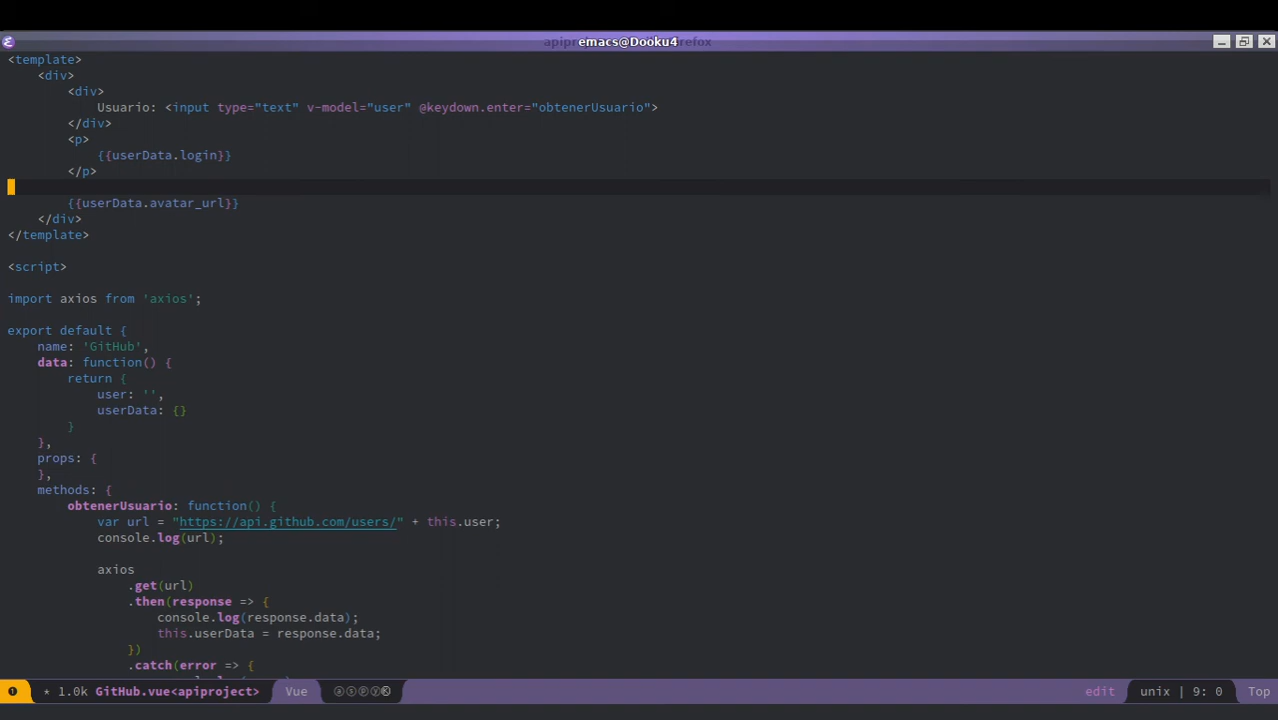 emacs@Dooku4
<template>
    <div>
        <div>
            Usuario: <input type="text" v-model="user" @keydown.enter="obtenerUsuario">
        </div>
        <p>
            {{userData.login}}
        </p>
        {{userData.avatar_url}}
    </div>
</template>
<script>
import axios from 'axios';
export default {
    name: 'GitHub',
    data: function() {
        return {
            user: '',
            userData: {}
        }
    },
    props: {
    },
    methods: {
        obtenerUsuario: function() {
            var url = "https://api.github.com/users/" + this.user;
            console.log(url);
            axios
                .get(url)
                .then(response => {
                    console.log(response.data);
                    this.userData = response.data;
                })
                .catch(error => {
* 1.0k GitHub.vue<apiproject> Vue ⓐⓢⓟⓨⓀ edit unix | 9: 0 Top